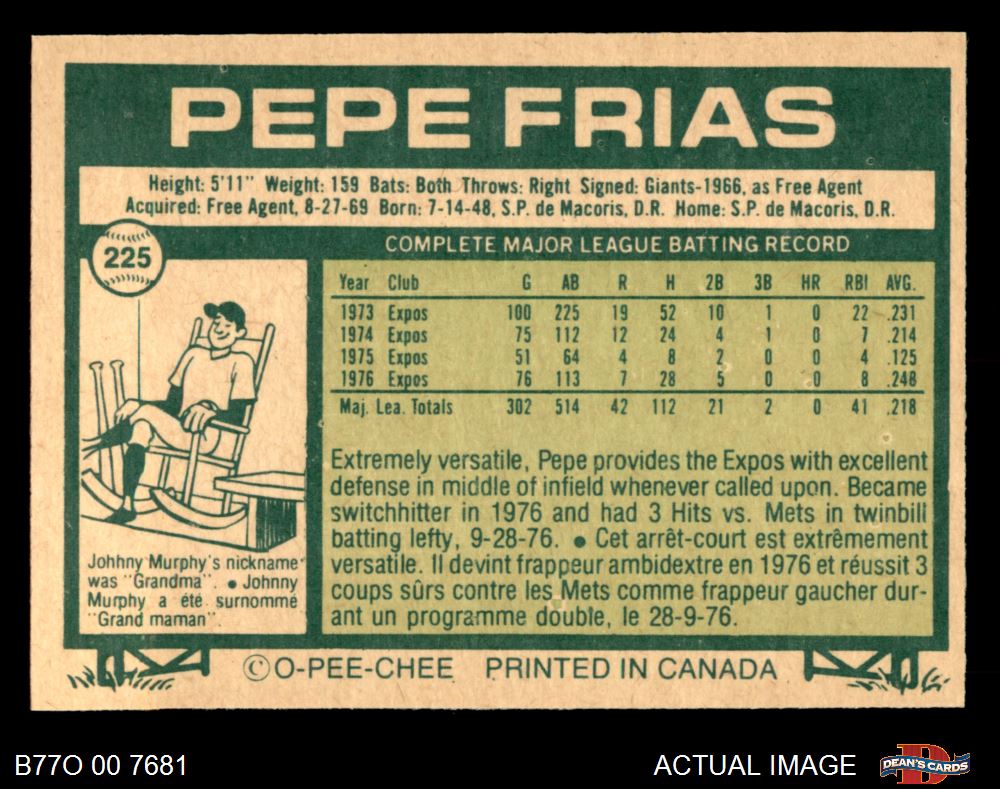 PEPE FRIAS
Height: 5'11" Weight: 159 Bats: Both Throws: Right Signed: Giants-1966, as Free Agent
Acquired: Free Agent, 8-27-69 Born: 7-14-48, S.P. de Macoris, D.R. Home: S.P. de Macoris, D.R.
225
COMPLETE MAJOR LEAGUE BATTING RECORD
Year Club G AB R H 2B 3B HR RBI AVG.
1973 Expos 100 225 19 52 10 1 0 22 .231
1974 Expos 75 112 12 24 4 1 0 7 .214
1975 Expos 51 64 4 8 2 0 0 4 .125
1976 Expos 76 113 7 28 5 0 0 8 .248
Maj. Lea. Totals 302 514 42 112 21 2 0 41 .218
Extremely versatile, Pepe provides the Expos with excellent
defense in middle of infield whenever called upon. Became
switchhitter in 1976 and had 3 Hits vs. Mets in twinbill
batting lefty, 9-28-76. • Cet arrêt-court est extrêmement
versatile. Il devint frappeur ambidextre en 1976 et réussit 3
coups sûrs contre les Mets comme frappeur gaucher dur-
ant un programme double, le 28-9-76.
Johhny Murphy's nickname
was "Grandma". • Johnny
Murphy a été surnommé
"Grand maman".
© O-PEE-CHEE PRINTED IN CANADA
B77O 00 7681
ACTUAL IMAGE
D
DEAN'S CARDS